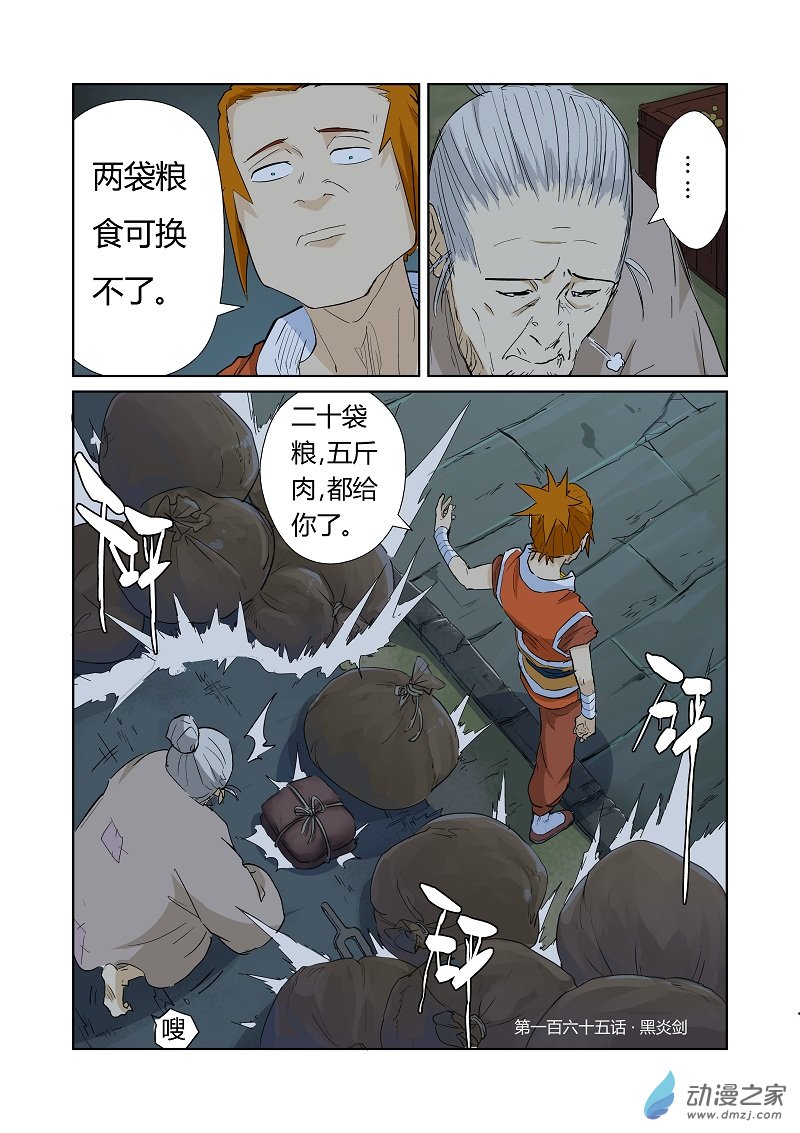 两袋粮
食可换
不了。
……
二十袋
粮,五斤
肉,都给
你了。
砰
砰
砰
嗖
第一百六十五话·黑炎剑
动漫之家
www.dmzj.com